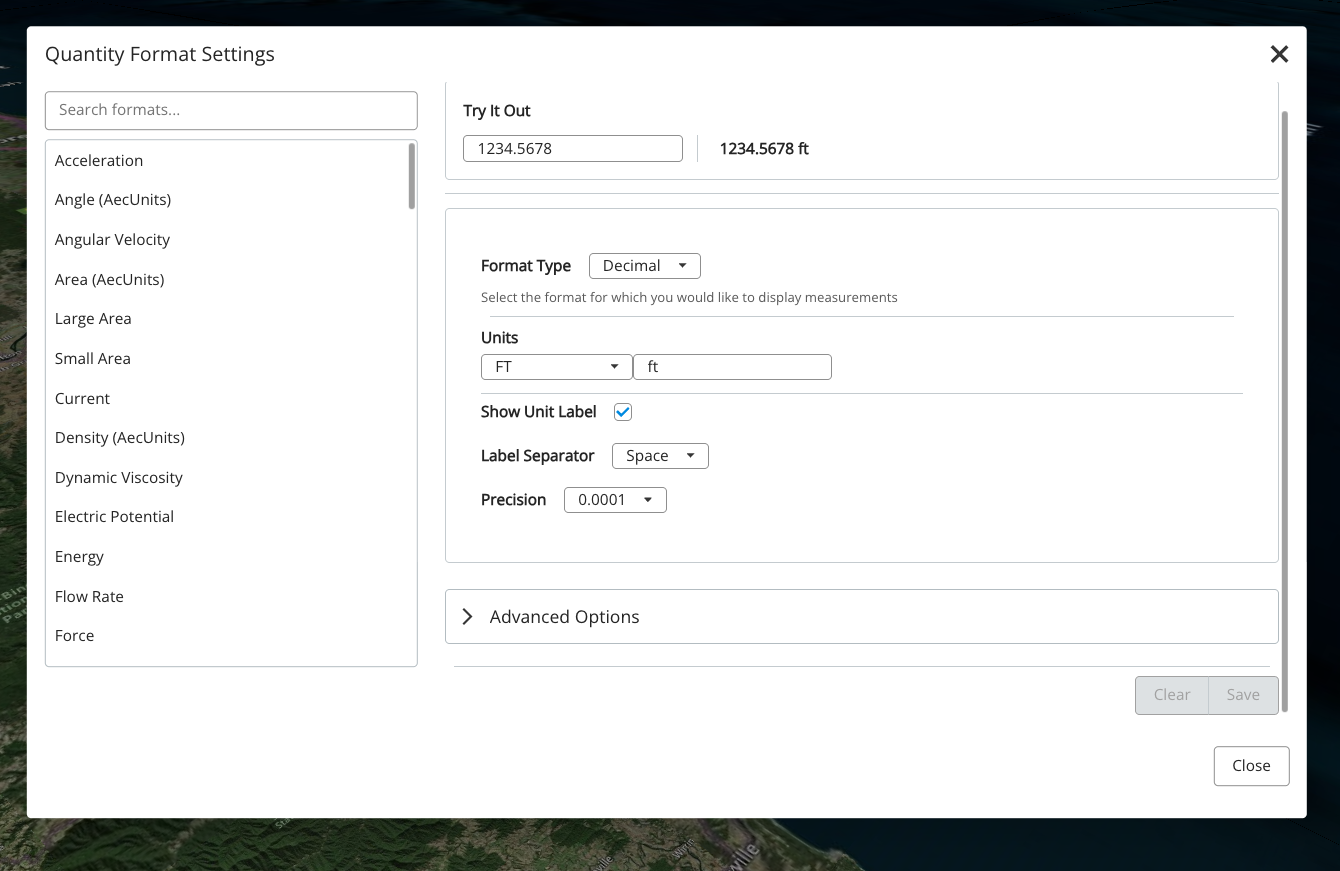 Quantity Format Settings
Search formats...
Acceleration
Angle (AecUnits)
Angular Velocity
Area (AecUnits)
Large Area
Small Area
Current
Density (AecUnits)
Dynamic Viscosity
Electric Potential
Energy
Flow Rate
Force
Try It Out
1234.5678
1234.5678 ft
Format Type Decimal
Select the format for which you would like to display measurements
Units
FT ft
Show Unit Label
Label Separator Space
Precision 0.0001
Advanced Options
Clear Save
Close
ville